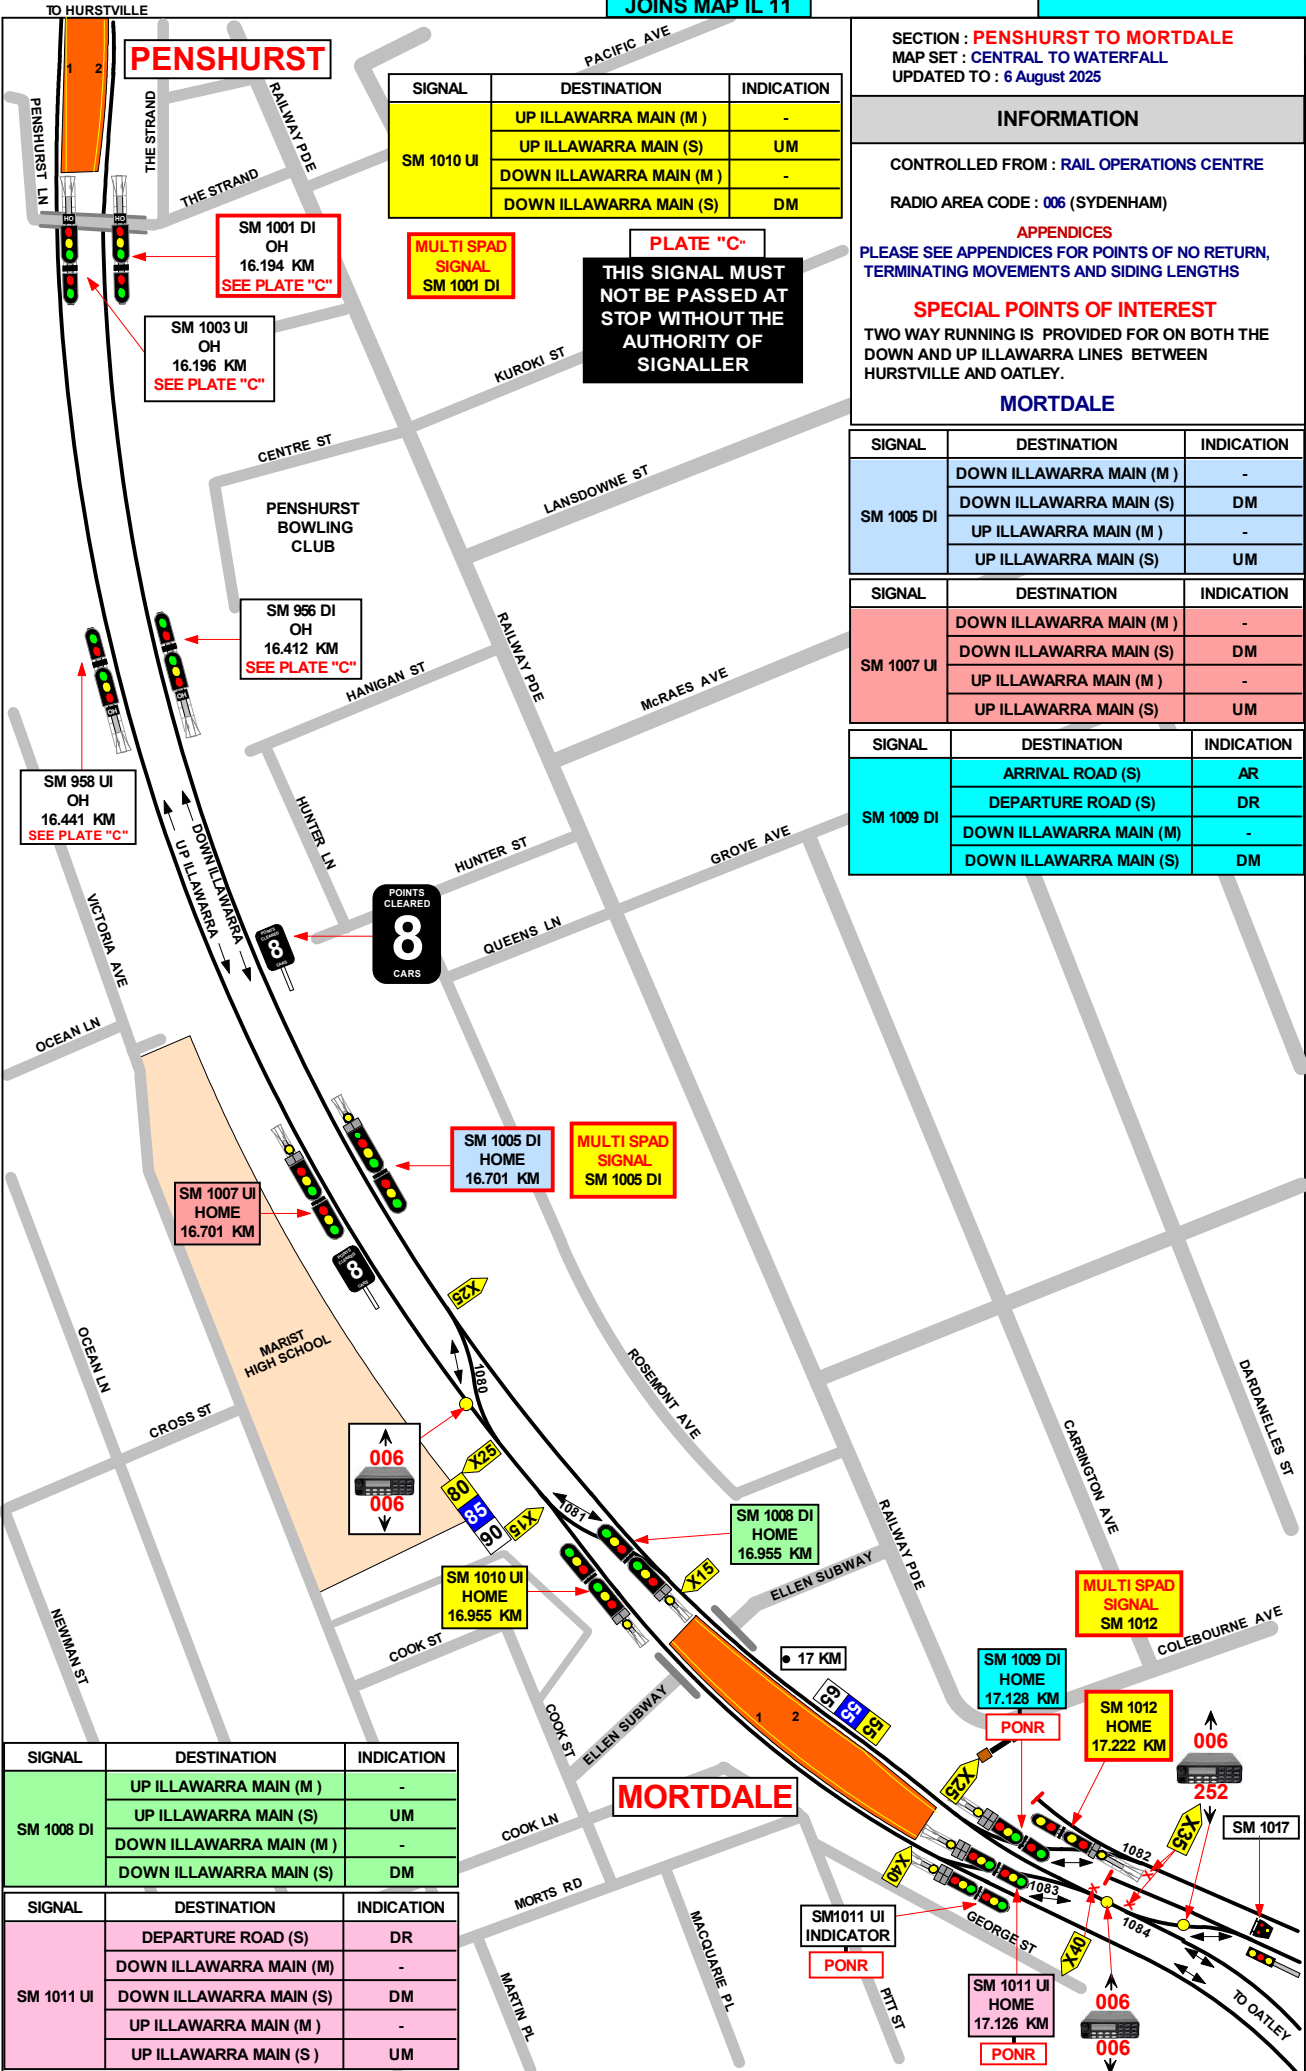 JOINS MAP IL 11
TO HURSTVILLE
PENSHURST
1 2
PENSHURST LN
THE STRAND
RAILWAY PDE
THE STRAND
PACIFIC AVE
SIGNAL DESTINATION INDICATION
SM 1010 UI
UP ILLAWARRA MAIN (M ) -
UP ILLAWARRA MAIN (S) UM
DOWN ILLAWARRA MAIN (M ) -
DOWN ILLAWARRA MAIN (S) DM
SECTION : PENSHURST TO MORTDALE
MAP SET : CENTRAL TO WATERFALL
UPDATED TO : 6 August 2025
INFORMATION
CONTROLLED FROM : RAIL OPERATIONS CENTRE
RADIO AREA CODE : 006 (SYDENHAM)
APPENDICES
PLEASE SEE APPENDICES FOR POINTS OF NO RETURN,
TERMINATING MOVEMENTS AND SIDING LENGTHS
SPECIAL POINTS OF INTEREST
TWO WAY RUNNING IS PROVIDED FOR ON BOTH THE
DOWN AND UP ILLAWARRA LINES BETWEEN
HURSTVILLE AND OATLEY.
MORTDALE
HO
HO
SM 1001 DI
OH
16.194 KM
SEE PLATE "C"
SM 1003 UI
OH
16.196 KM
SEE PLATE "C"
MULTI SPAD
SIGNAL
SM 1001 DI
PLATE "C"
THIS SIGNAL MUST
NOT BE PASSED AT
STOP WITHOUT THE
AUTHORITY OF
SIGNALLER
KUROKI ST
CENTRE ST
LANSDOWNE ST
PENSHURST
BOWLING
CLUB
SIGNAL DESTINATION INDICATION
SM 1005 DI
DOWN ILLAWARRA MAIN (M ) -
DOWN ILLAWARRA MAIN (S) DM
UP ILLAWARRA MAIN (M ) -
UP ILLAWARRA MAIN (S) UM
SIGNAL DESTINATION INDICATION
SM 1007 UI
DOWN ILLAWARRA MAIN (M ) -
DOWN ILLAWARRA MAIN (S) DM
UP ILLAWARRA MAIN (M ) -
UP ILLAWARRA MAIN (S) UM
SIGNAL DESTINATION INDICATION
SM 1009 DI
ARRIVAL ROAD (S) AR
DEPARTURE ROAD (S) DR
DOWN ILLAWARRA MAIN (M) -
DOWN ILLAWARRA MAIN (S) DM
SM 956 DI
OH
16.412 KM
SEE PLATE "C"
HO
HO
SM 958 UI
OH
16.441 KM
SEE PLATE "C"
HANIGAN ST
RAILWAY PDE
McRAES AVE
HUNTER LN
HUNTER ST
GROVE AVE
QUEENS LN
UP ILLAWARRA
DOWN ILLAWARRA
VICTORIA AVE
OCEAN LN
POINTS
CLEARED
8
CARS
POINTS
CLEARED
8
CARS
SM 1005 DI
HOME
16.701 KM
MULTI SPAD
SIGNAL
SM 1005 DI
SM 1007 UI
HOME
16.701 KM
POINTS
CLEARED
8
CARS
X25
1080
MARIST
HIGH SCHOOL
OCEAN LN
CROSS ST
ROSEMONT AVE
CARRINGTON AVE
DARDANELLES ST
006
006
X25
80
85
90
X15
1081
SM 1008 DI
HOME
16.955 KM
SM 1010 UI
HOME
16.955 KM
X15
ELLEN SUBWAY
RAILWAY PDE
MULTI SPAD
SIGNAL
SM 1012
COLEBOURNE AVE
NEWMAN ST
COOK ST
COOK ST
ELLEN SUBWAY
17 KM
65
55
55
1 2
SM 1009 DI
HOME
17.128 KM
PONR
SM 1012
HOME
17.222 KM
006
252
SM 1017
X25
X35
1082
X40
1083
1084
X40
TO OATLEY
MORTDALE
COOK LN
MORTS RD
MARTIN PL
MACQUARIE PL
GEORGE ST
PITT ST
SM1011 UI
INDICATOR
PONR
SM 1011 UI
HOME
17.126 KM
PONR
006
006
SIGNAL DESTINATION INDICATION
SM 1008 DI
UP ILLAWARRA MAIN (M ) -
UP ILLAWARRA MAIN (S) UM
DOWN ILLAWARRA MAIN (M ) -
DOWN ILLAWARRA MAIN (S) DM
SIGNAL DESTINATION INDICATION
SM 1011 UI
DEPARTURE ROAD (S) DR
DOWN ILLAWARRA MAIN (M) -
DOWN ILLAWARRA MAIN (S) DM
UP ILLAWARRA MAIN (M ) -
UP ILLAWARRA MAIN (S ) UM